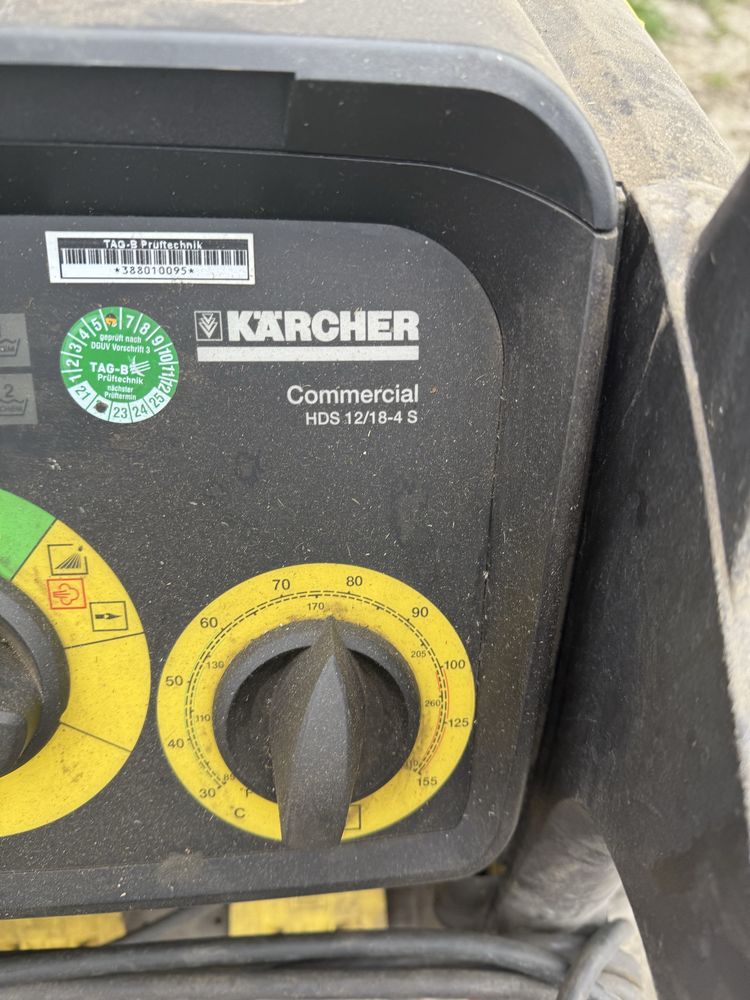 TAG-B Prüftechnik
*388010095*
1 2 3 4 5 7 8 9 10 11 12
geprüft nach
DGUV Vorschrift 3
TAG-B
Prüftechnik
nächster
Prüftermin
21 23 24 25
KÄRCHER
Commercial
HDS 12/18-4 S
2
70 80
60 170 90
130 205 100
50
110 260 125
40
85 155
30 °F
°C